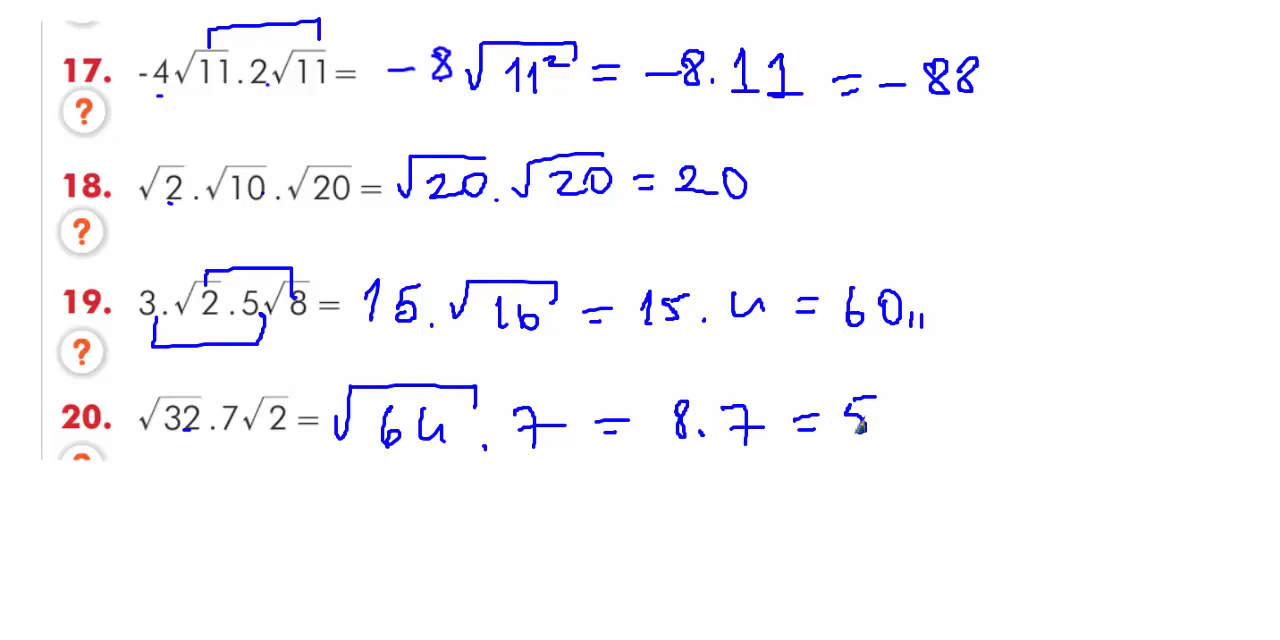 17. -4√11.2√11= -8√11² = -8.11 = -88
?
18. √2.√10.√20= √20.√20 = 20
?
19. 3.√2.5√8= 15.√16 = 15.4 = 60,,
?
20. √32.7√2= √64.7 = 8.7 = 5
?